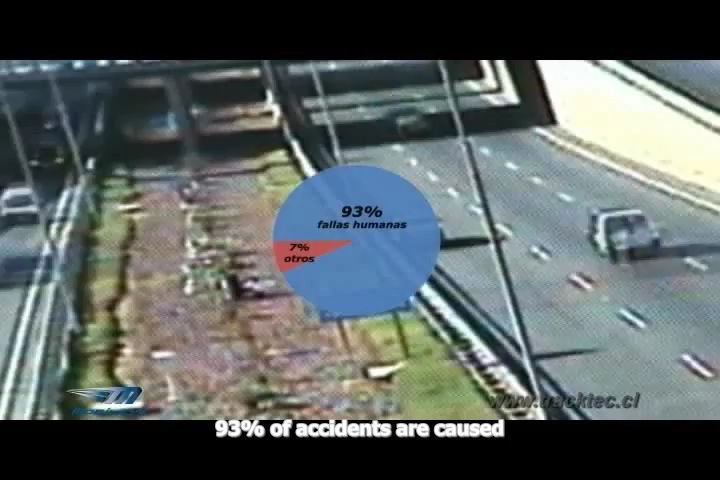 93%
fallas humanas
7%
otros
www.tracktec.cl
93% of accidents are caused